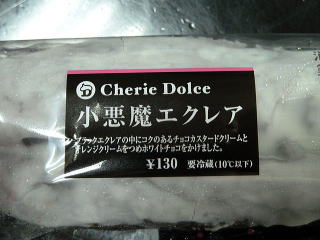 Cherie Dolce
小悪魔エクレア
ブラックエクレアの中にコクのあるチョコカスタードクリームと
オレンジクリームをつめホワイトチョコをかけました。
¥130 要冷蔵(10℃以下)